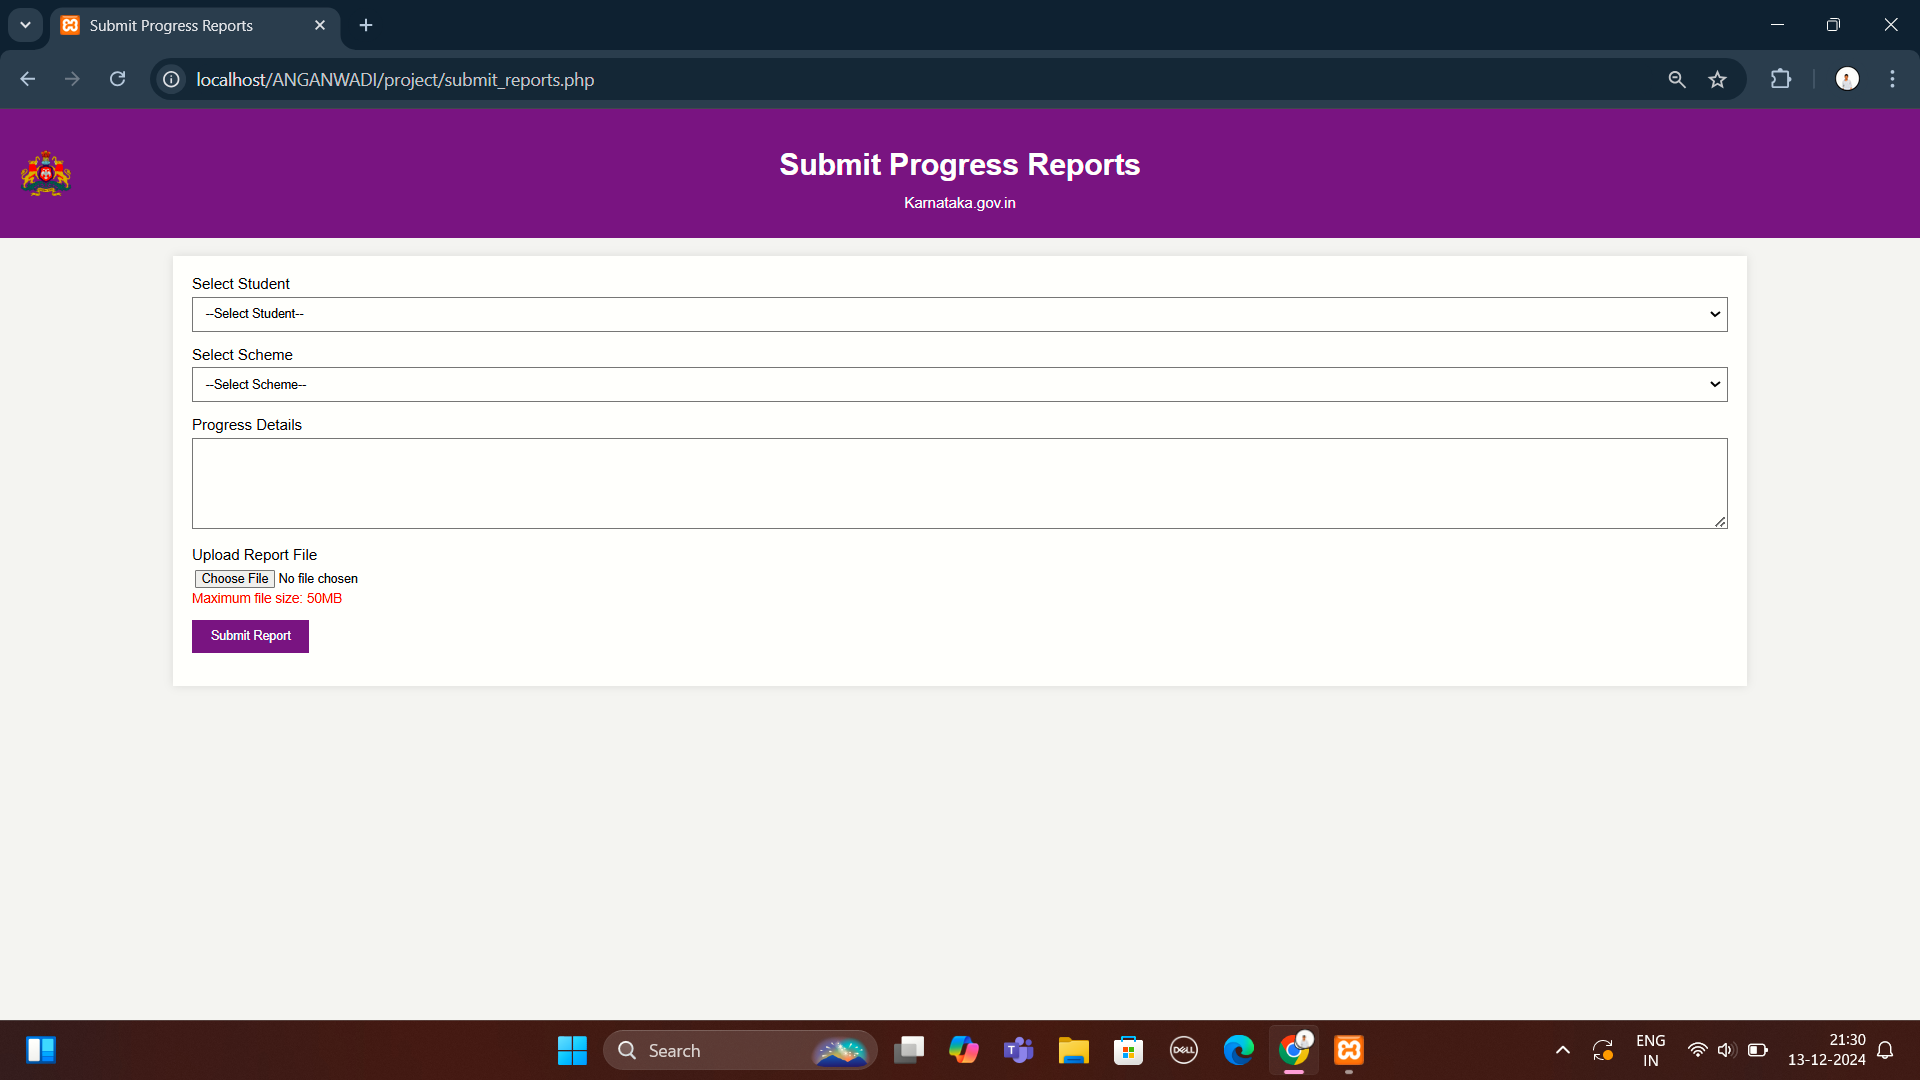 Submit Progress Reports
localhost/ANGANWADI/project/submit_reports.php
Submit Progress Reports
Karnataka.gov.in
Select Student
--Select Student--
Select Scheme
--Select Scheme--
Progress Details
Upload Report File
Choose File No file chosen
Maximum file size: 50MB
Submit Report
Search
DELL
ENG
IN
21:30
13-12-2024